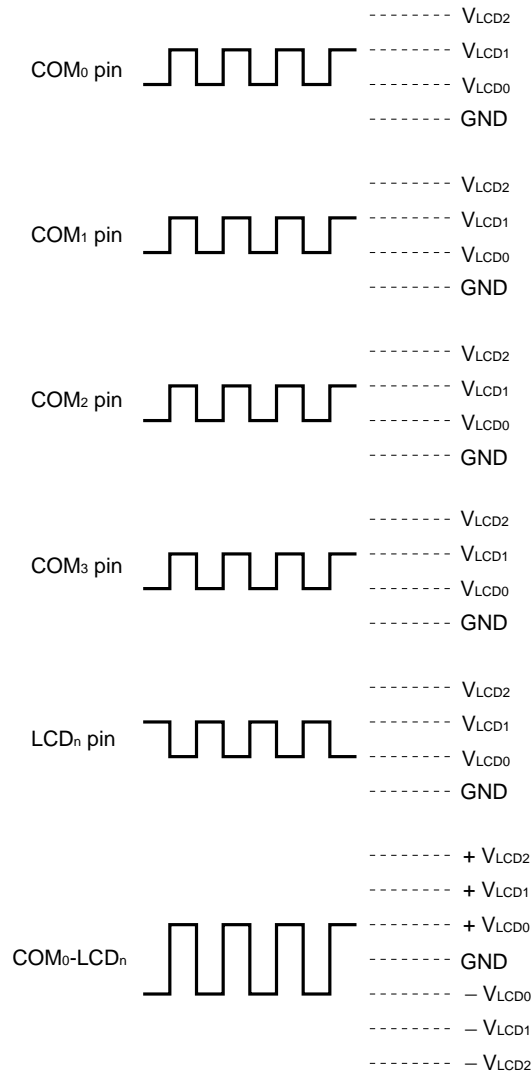 VLCD2
COM0 pin
VLCD1
VLCD0
GND
VLCD2
COM1 pin
VLCD1
VLCD0
GND
VLCD2
COM2 pin
VLCD1
VLCD0
GND
VLCD2
COM3 pin
VLCD1
VLCD0
GND
VLCD2
LCDn pin
VLCD1
VLCD0
GND
+ VLCD2
+ VLCD1
+ VLCD0
COM0-LCDn
GND
− VLCD0
− VLCD1
− VLCD2